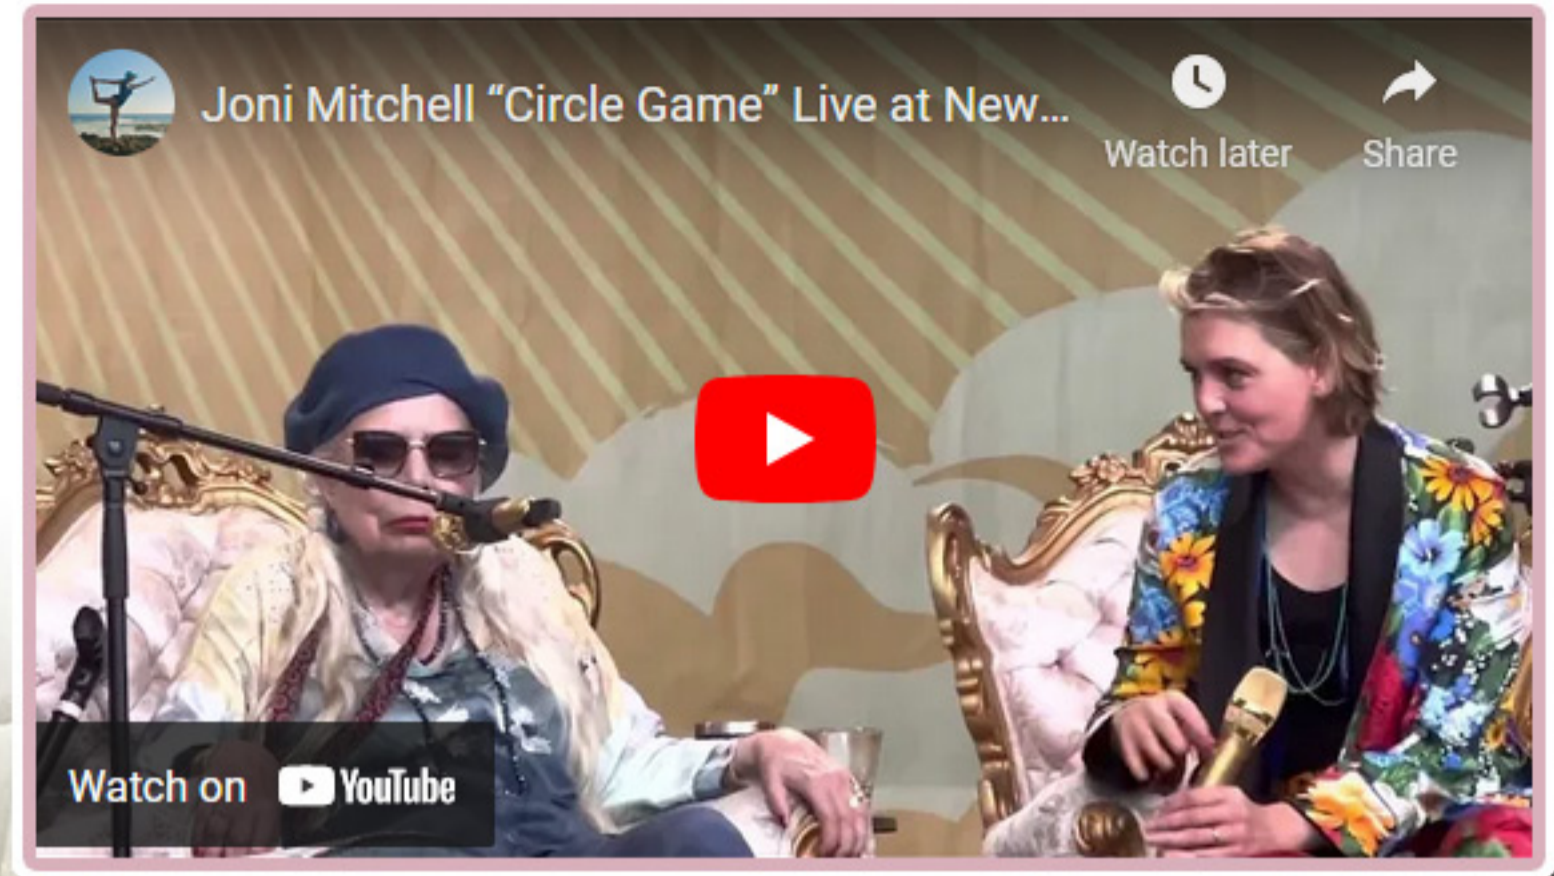 Joni Mitchell “Circle Game” Live at New...
Watch later
Share
Watch on YouTube